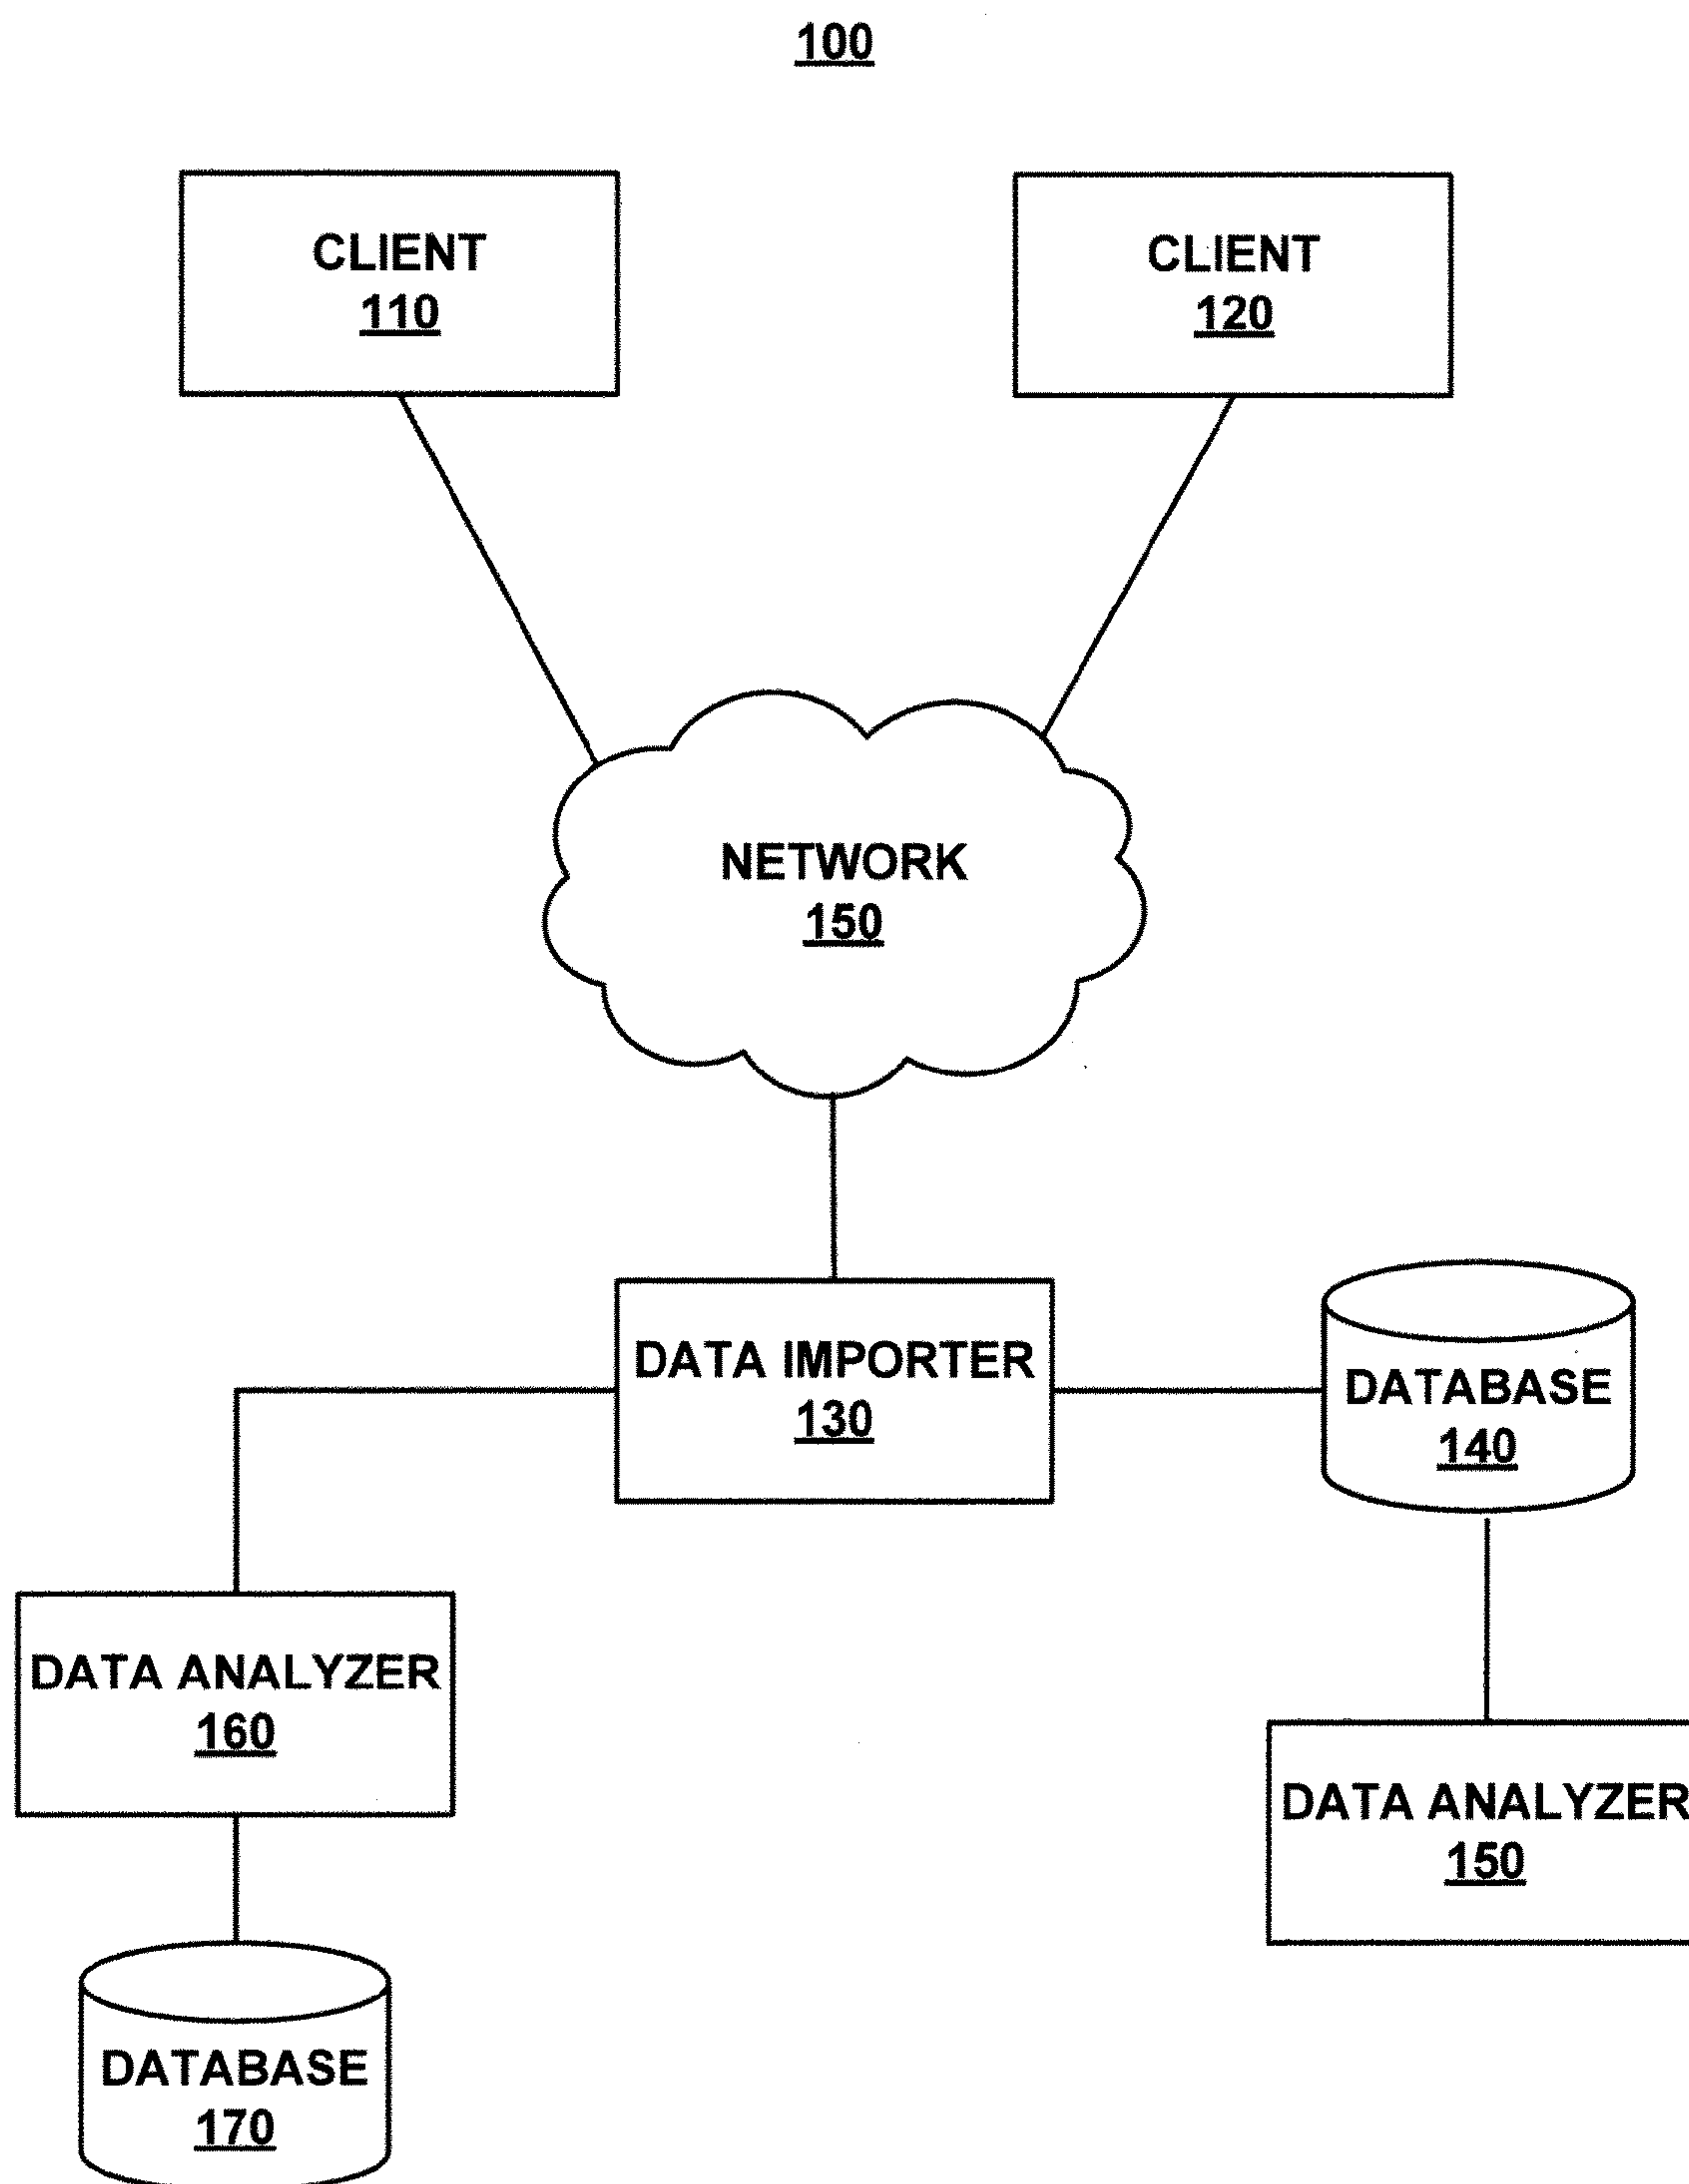 100
CLIENT
110
CLIENT
120
NETWORK
150
DATA IMPORTER
130
DATABASE
140
DATA ANALYZER
160
DATA ANALYZER
150
DATABASE
170